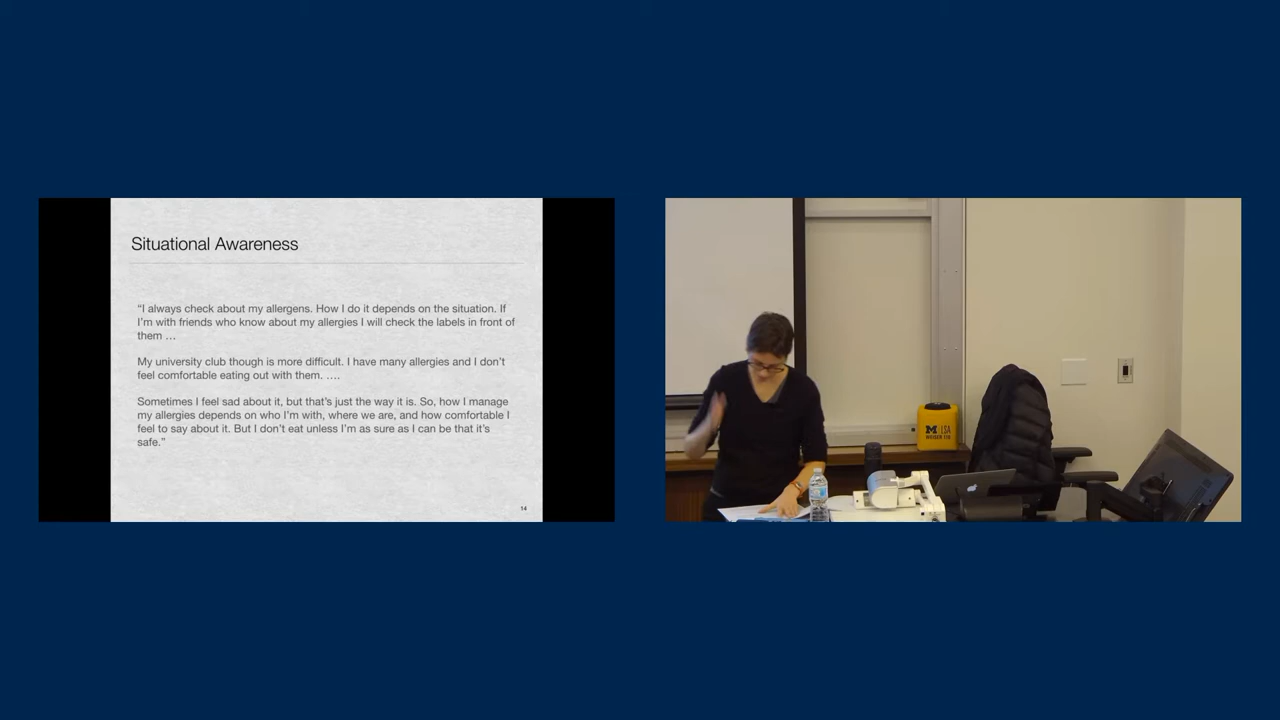 Situational Awareness
“I always check about my allergens. How I do it depends on the situation. If
I’m with friends who know about my allergies I will check the labels in front of
them …
My university club though is more difficult. I have many allergies and I don’t
feel comfortable eating out with them. ….
Sometimes I feel sad about it, but that’s just the way it is. So, how I manage
my allergies depends on who I’m with, where we are, and how comfortable I
feel to say about it. But I don’t eat unless I’m as sure as I can be that it’s
safe.”
14
M LSA
WEISER 110